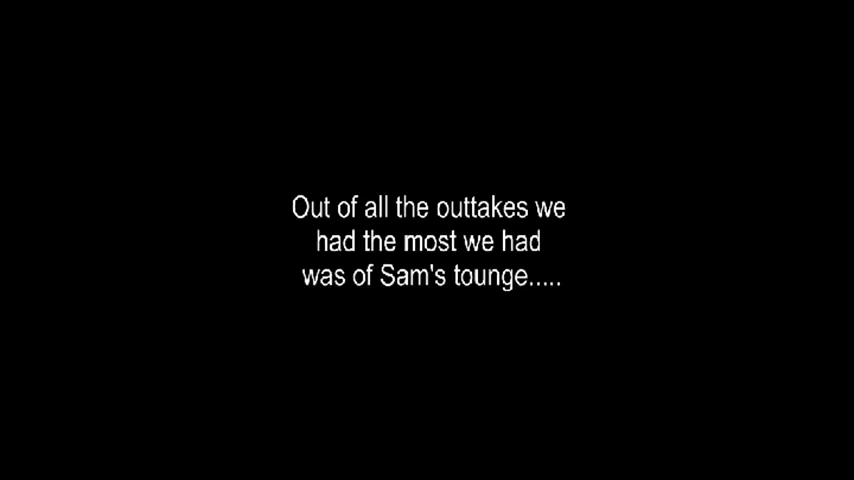 Out of all the outtakes we
had the most we had
was of Sam's tounge.....